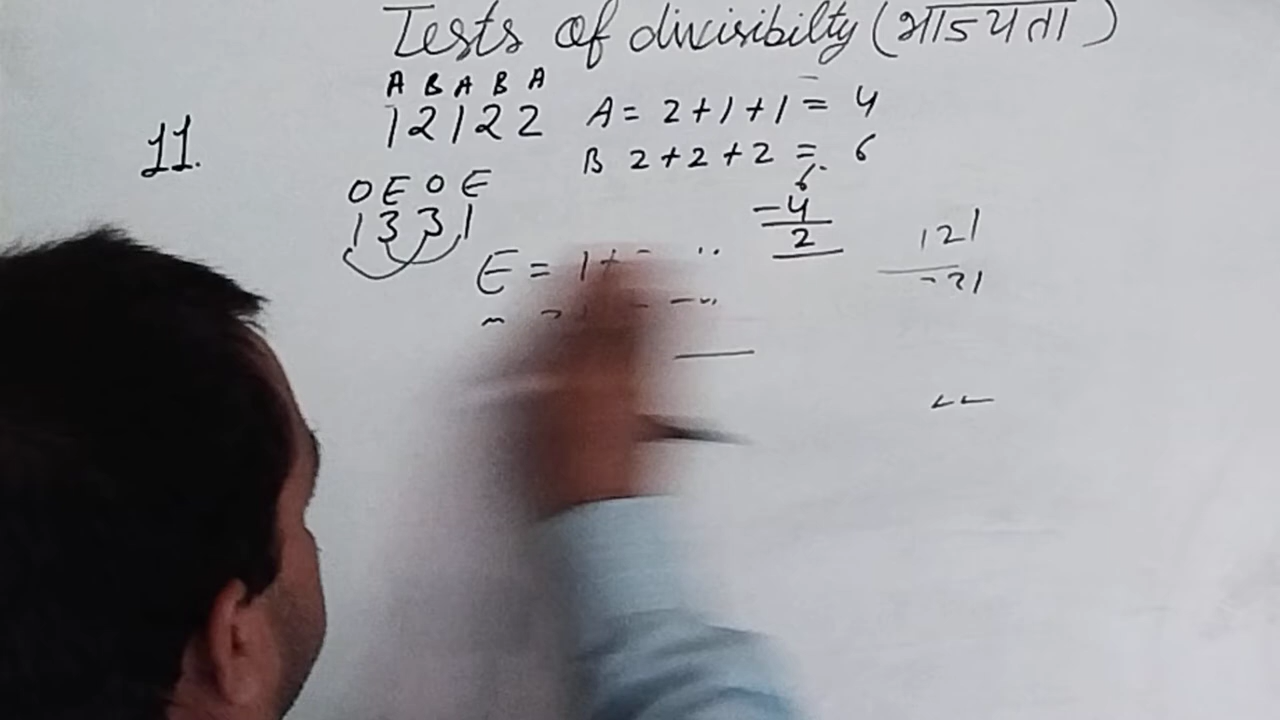 Tests of divisibilty (भाज्यता)
A B A B A
12122 A = 2+1+1 = 4
11.
B 2+2+2 = 6
O E O E
6
-4
1331
2
121
E = 1+